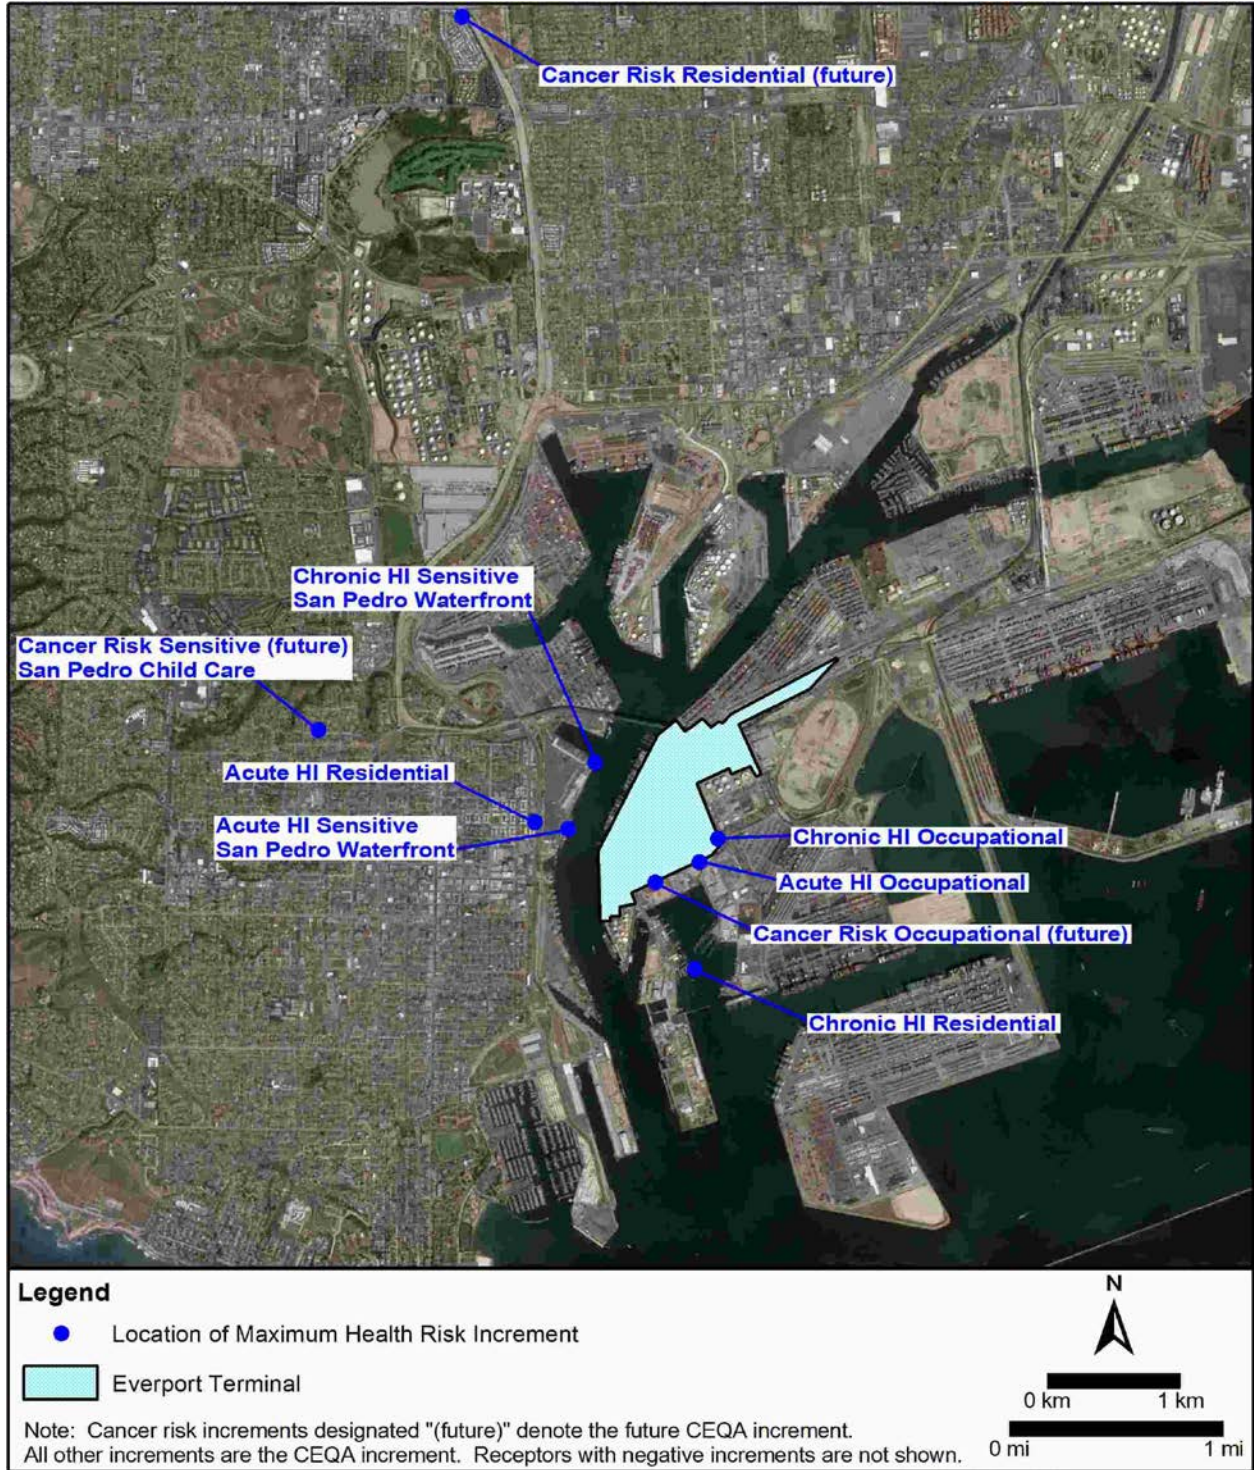 Cancer Risk Residential (future)
Chronic HI Sensitive
San Pedro Waterfront
Cancer Risk Sensitive (future)
San Pedro Child Care
Acute HI Residential
Acute HI Sensitive
San Pedro Waterfront
Chronic HI Occupational
Acute HI Occupational
Cancer Risk Occupational (future)
Chronic HI Residential
Legend
Location of Maximum Health Risk Increment
Everport Terminal
Note: Cancer risk increments designated "(future)" denote the future CEQA increment.
All other increments are the CEQA increment. Receptors with negative increments are not shown.
N
0 km 1 km
0 mi 1 mi